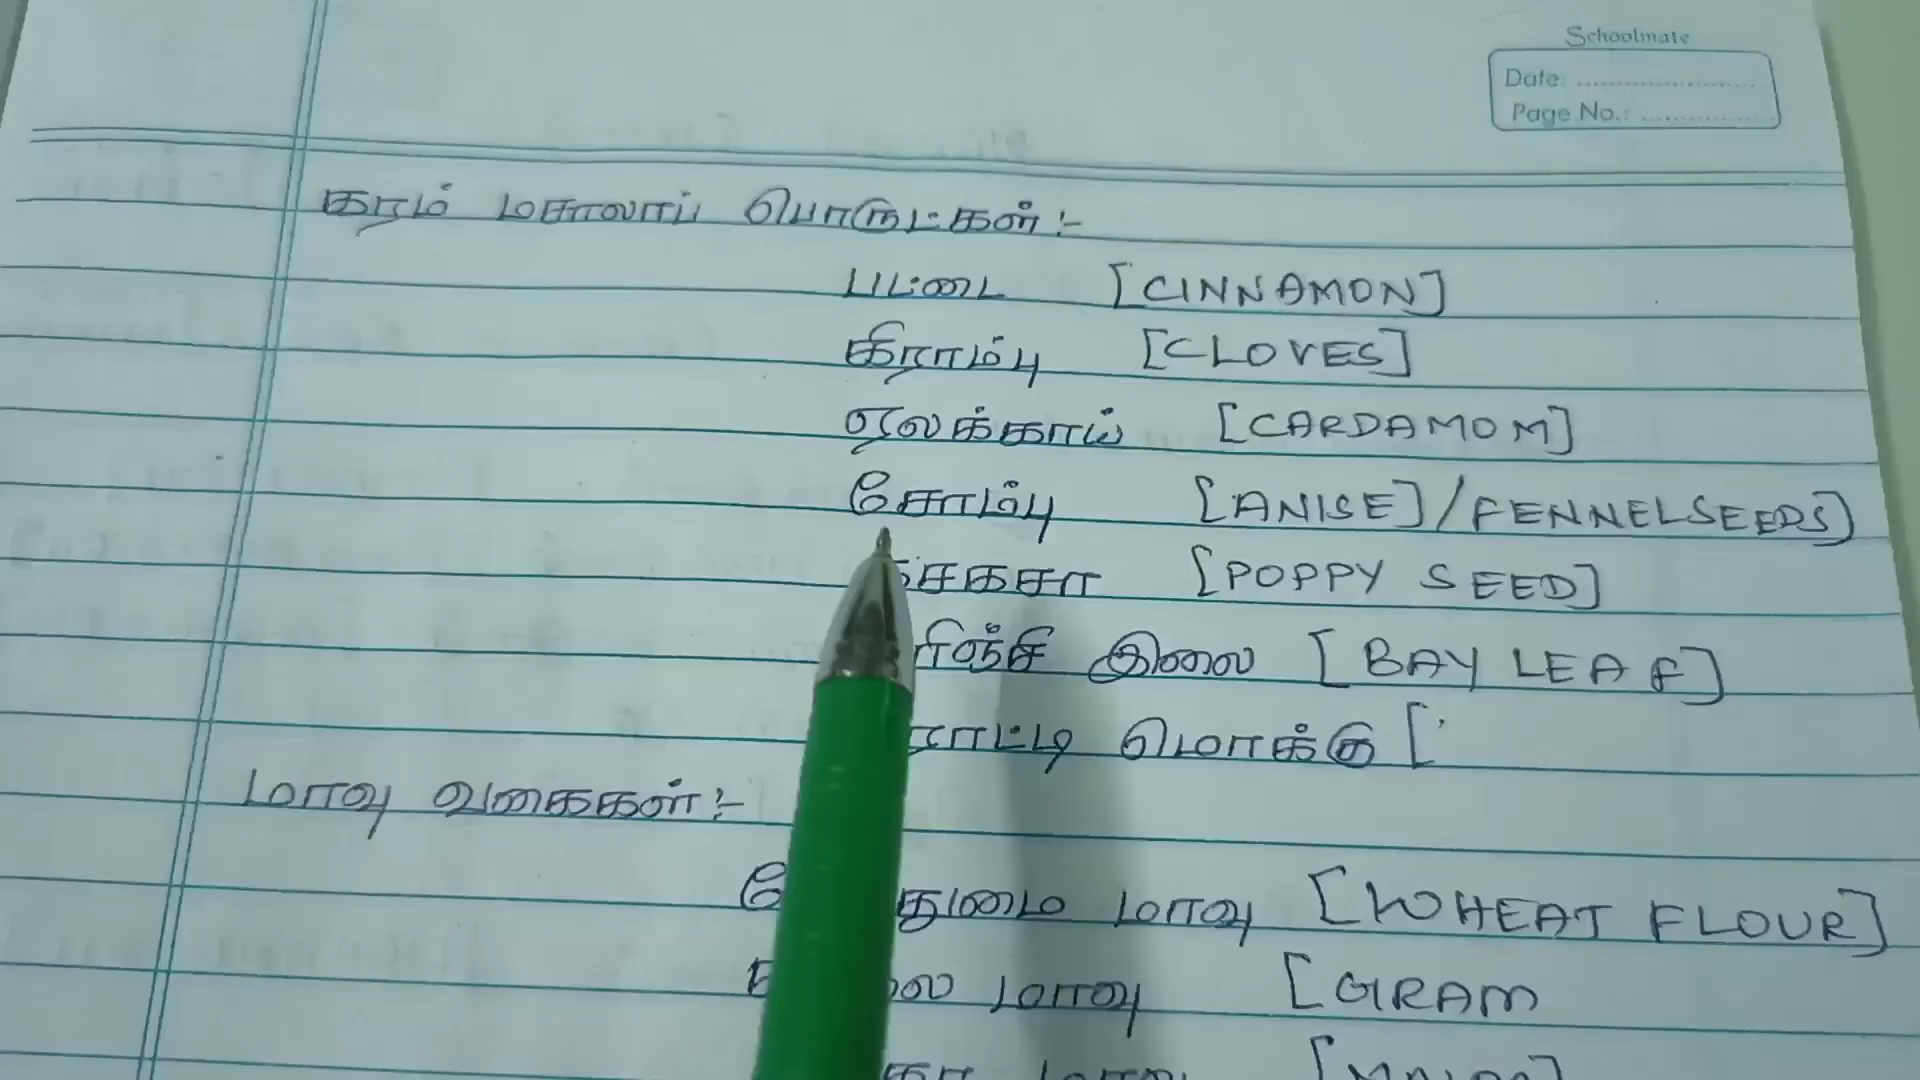 Schoolmate
Date:
Page No.:
கரம் மசாலாப் பொருட்கள் :-
பட்டை [CINNAMON]
கிராம்பு [CLOVES]
ஏலக்காய் [CARDAMOM]
சோம்பு [ANISE]/FENNELSEEDS]
[POPPY SEED]
இலை [BAY LEAF]
மொக்கு [
மாவு வகைகள் :-
மாவு [WHEAT FLOUR]
மாவு [GRAM